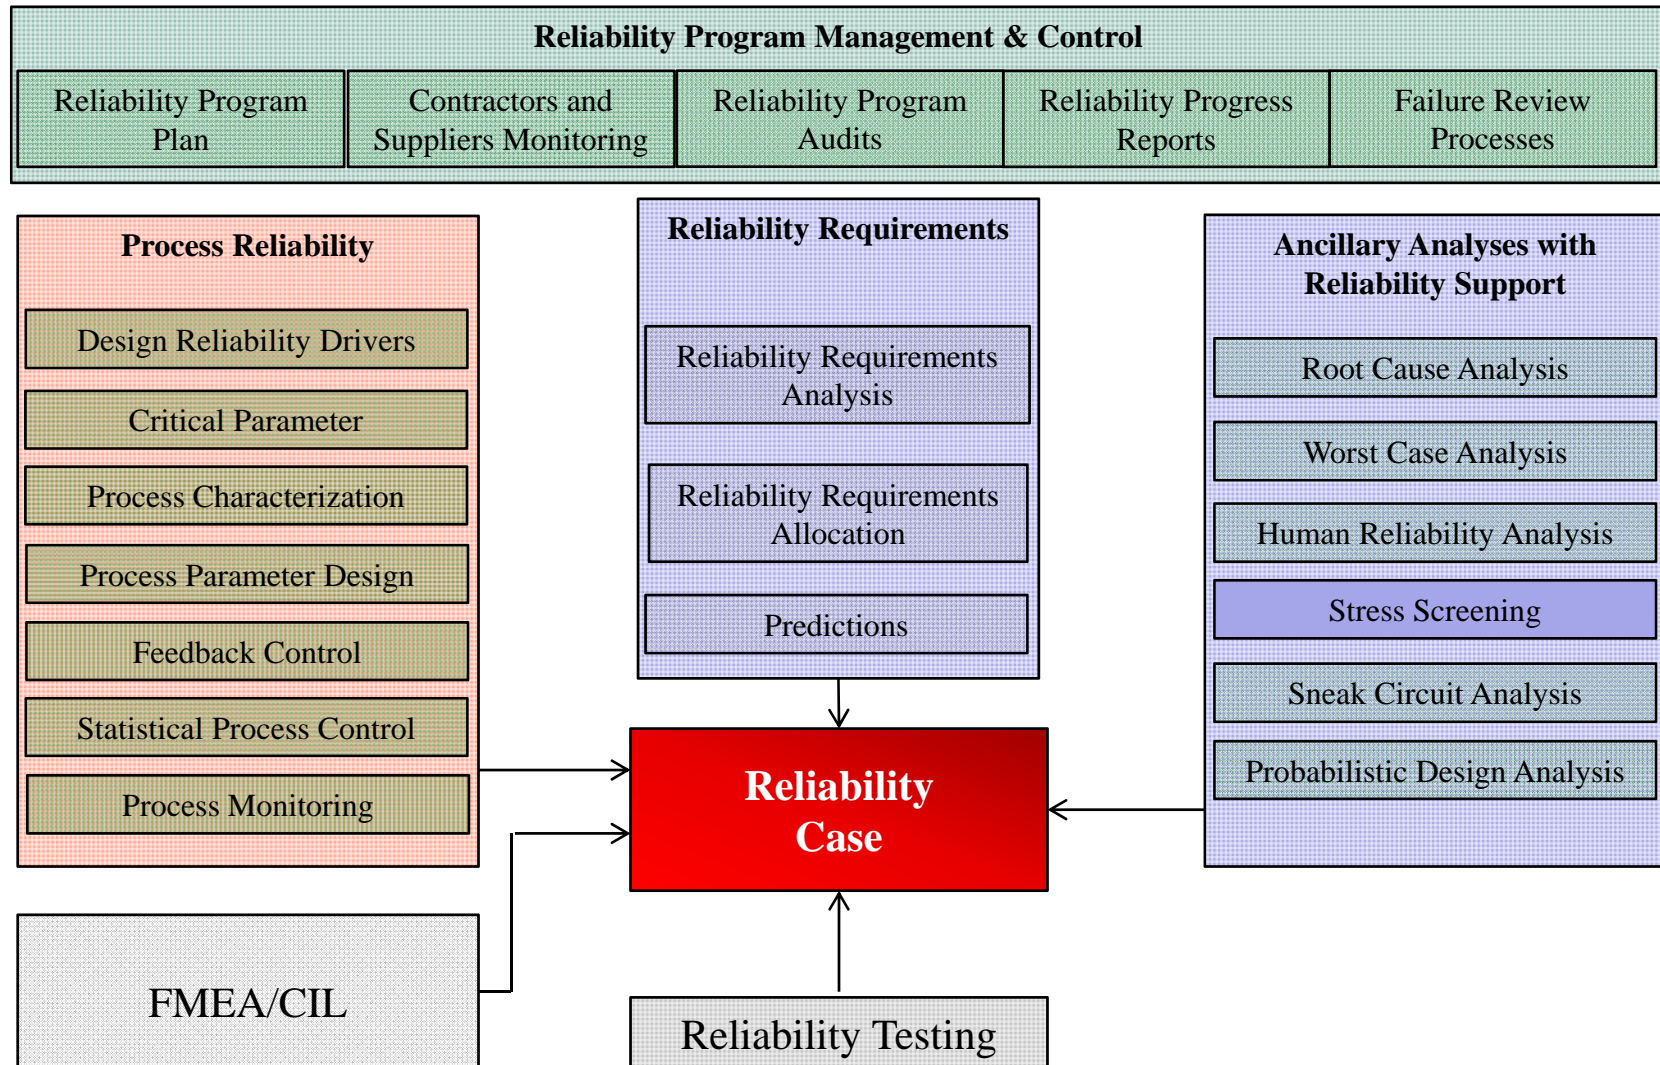 Reliability Program Management & Control
Reliability Program
Plan
Contractors and
Suppliers Monitoring
Reliability Program
Audits
Reliability Progress
Reports
Failure Review
Processes
Process Reliability
Design Reliability Drivers
Critical Parameter
Process Characterization
Process Parameter Design
Feedback Control
Statistical Process Control
Process Monitoring
Reliability Requirements
Reliability Requirements
Analysis
Reliability Requirements
Allocation
Predictions
Ancillary Analyses with
Reliability Support
Root Cause Analysis
Worst Case Analysis
Human Reliability Analysis
Stress Screening
Sneak Circuit Analysis
Probabilistic Design Analysis
Reliability
Case
FMEA/CIL
Reliability Testing